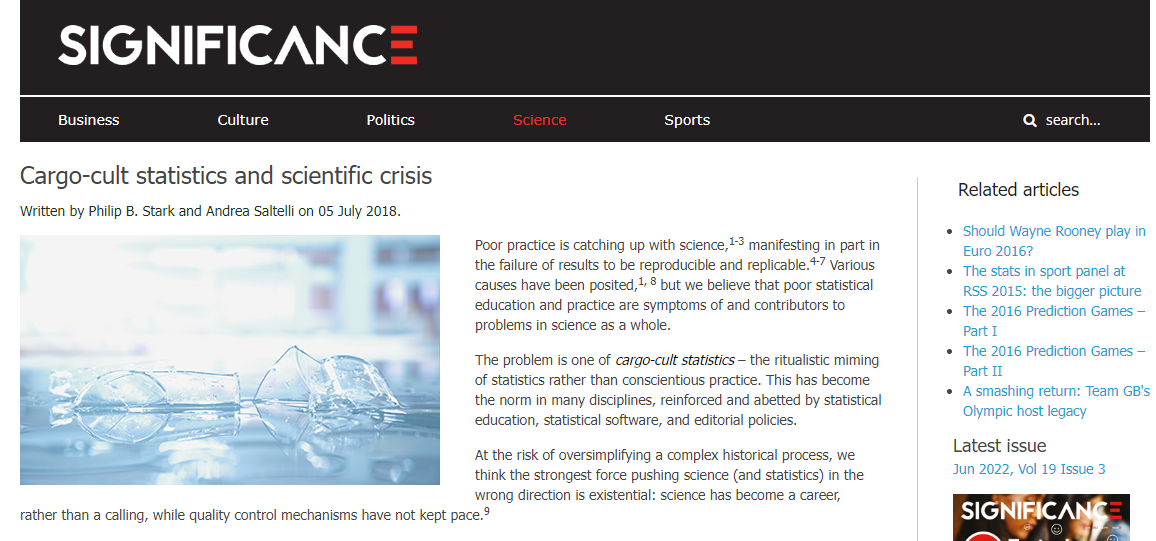 SIGNIFICANCE
Business Culture Politics Science Sports search...
Cargo-cult statistics and scientific crisis
Written by Philip B. Stark and Andrea Saltelli on 05 July 2018.
Poor practice is catching up with science,1-3 manifesting in part in
the failure of results to be reproducible and replicable.4-7 Various
causes have been posited,1, 8 but we believe that poor statistical
education and practice are symptoms of and contributors to
problems in science as a whole.
The problem is one of cargo-cult statistics – the ritualistic miming
of statistics rather than conscientious practice. This has become
the norm in many disciplines, reinforced and abetted by statistical
education, statistical software, and editorial policies.
At the risk of oversimplifying a complex historical process, we
think the strongest force pushing science (and statistics) in the
wrong direction is existential: science has become a career,
rather than a calling, while quality control mechanisms have not kept pace.9
Related articles
Should Wayne Rooney play in
Euro 2016?
The stats in sport panel at
RSS 2015: the bigger picture
The 2016 Prediction Games –
Part I
The 2016 Prediction Games –
Part II
A smashing return: Team GB's
Olympic host legacy
Latest issue
Jun 2022, Vol 19 Issue 3
SIGNIFICANCE